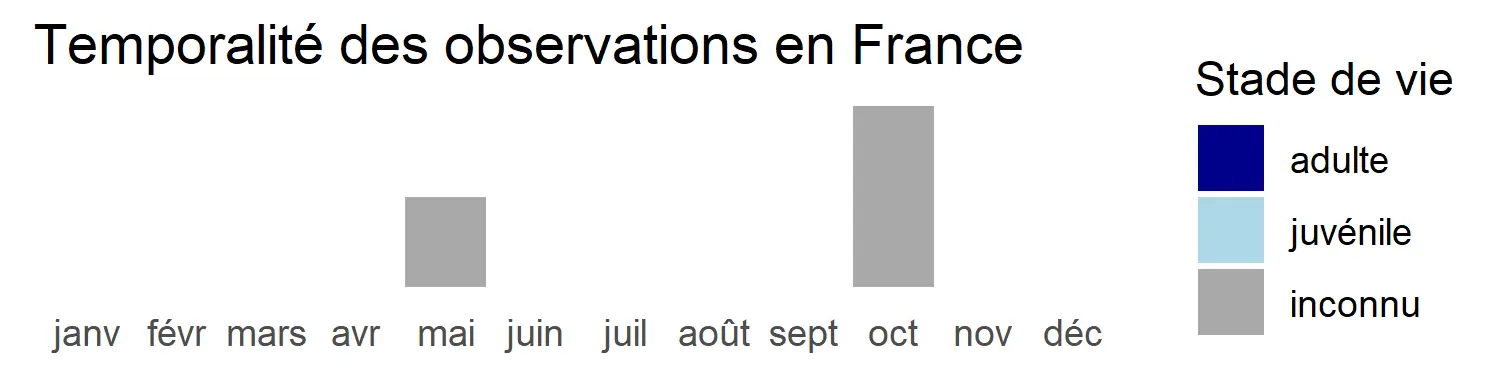 Temporalité des observations en France
janv févr mars avr mai juin juil août sept oct nov déc
Stade de vie
adulte
juvénile
inconnu